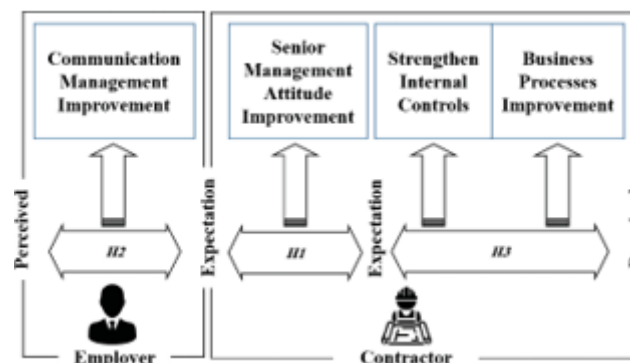 Communication
Management
Improvement
Senior
Management
Attitude
Improvement
Strengthen
Internal
Controls
Business
Processes
Improvement
Perceived
Expectation
Expectation
H2
H1
H3
Employer
Contractor